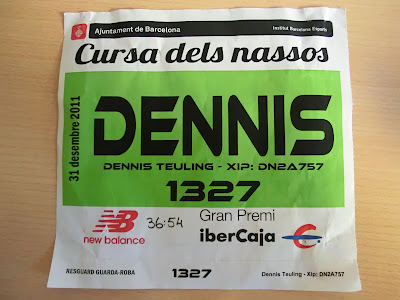 Ajuntament de Barcelona
Institut Barcelona Esports
Cursa dels nassos
31 desembre 2011
DENNIS
DENNIS TEULING - XIP: DN2A757
1327
NB
new balance
36:54
Gran Premi
iberCaja
RESGUARD GUARDA-ROBA
1327
Dennis Teuling - Xip: DN2A757